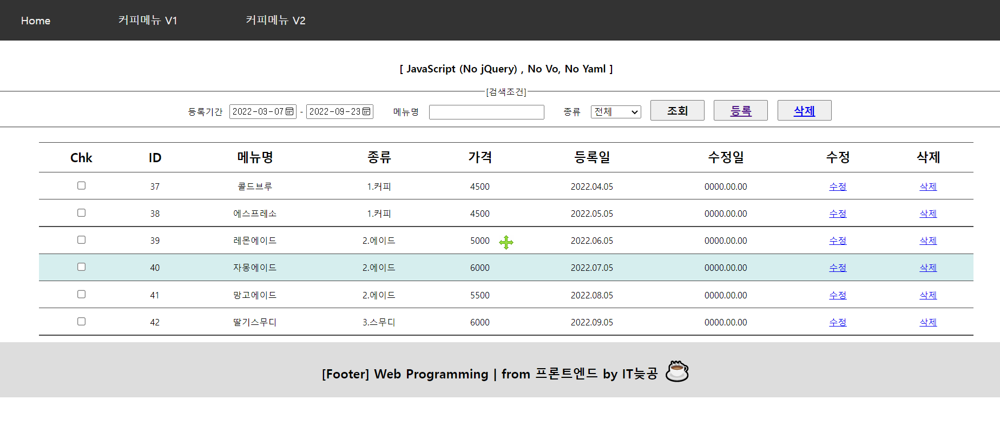 Home 커피메뉴 V1 커피메뉴 V2
[ JavaScript (No jQuery) , No Vo, No Yaml ]
[검색조건]
등록기간 2022-03-07 - 2022-09-23 메뉴명 종류 전체 조회 등록 삭제
Chk ID 메뉴명 종류 가격 등록일 수정일 수정 삭제
37 콜드브루 1.커피 4500 2022.04.05 0000.00.00 수정 삭제
38 에스프레소 1.커피 4500 2022.05.05 0000.00.00 수정 삭제
39 레몬에이드 2.에이드 5000 2022.06.05 0000.00.00 수정 삭제
40 자몽에이드 2.에이드 6000 2022.07.05 0000.00.00 수정 삭제
41 망고에이드 2.에이드 5500 2022.08.05 0000.00.00 수정 삭제
42 딸기스무디 3.스무디 6000 2022.09.05 0000.00.00 수정 삭제
[Footer] Web Programming | from 프론트엔드 by IT늦공